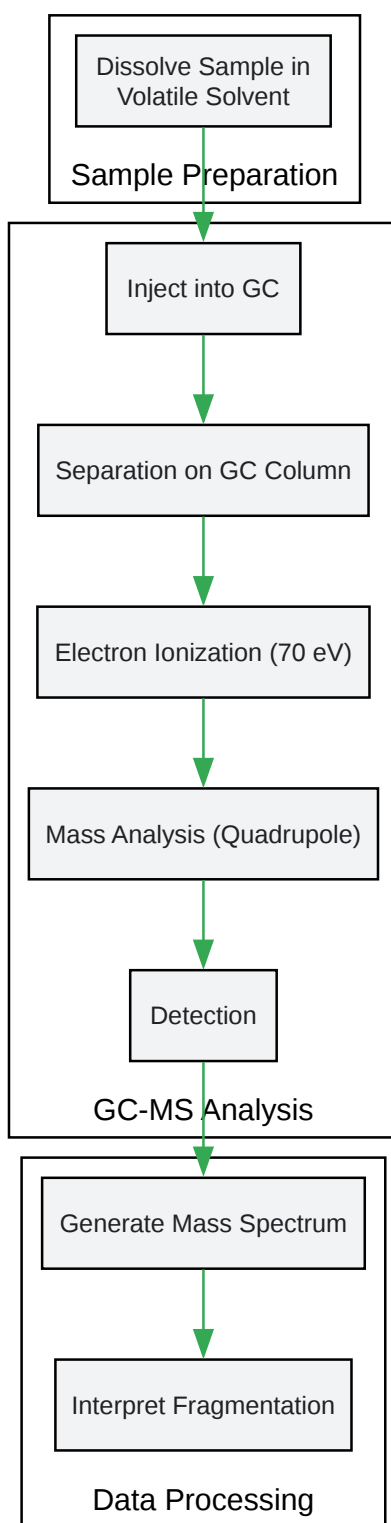 Dissolve Sample in
Volatile Solvent
Sample Preparation
Inject into GC
Separation on GC Column
Electron Ionization (70 eV)
Mass Analysis (Quadrupole)
Detection
GC-MS Analysis
Generate Mass Spectrum
Interpret Fragmentation
Data Processing